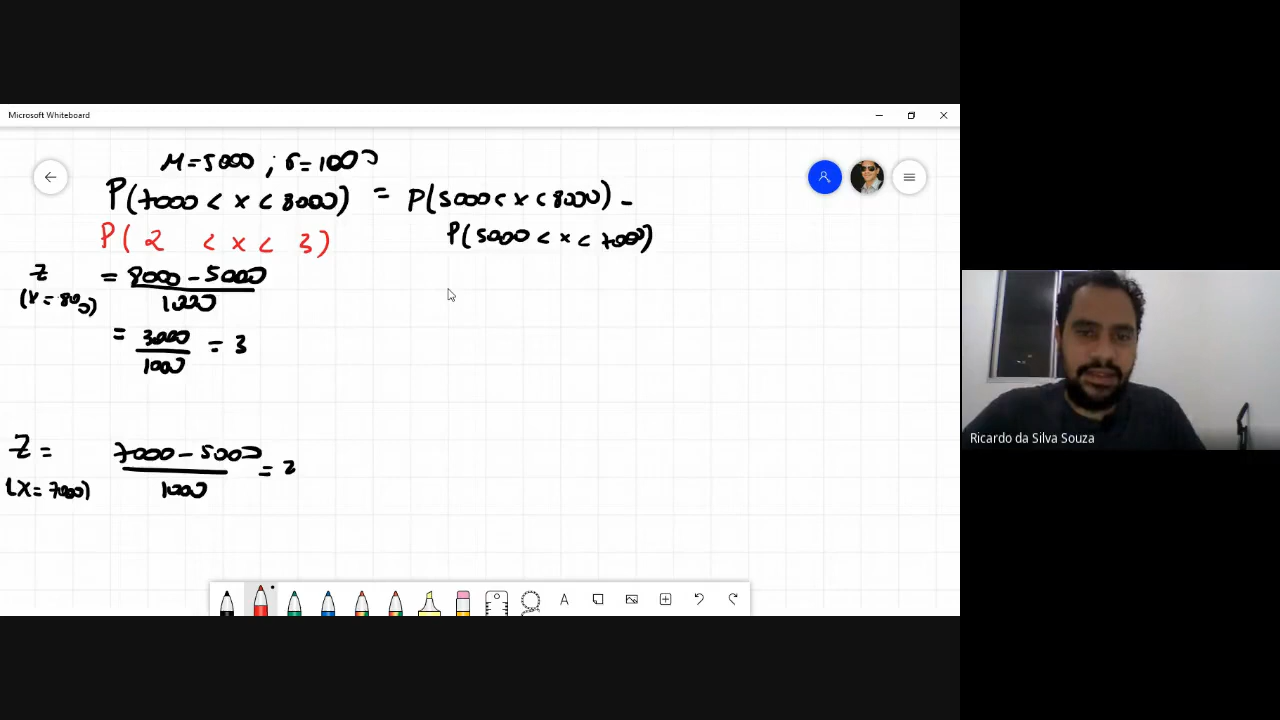 Microsoft Whiteboard
μ = 5000 ; σ = 1000
P(7000 < x < 8000) = P(5000 < x < 8000) -
P(5000 < x < 7000)
P( 2 < x < 3 )
Z = 8000 - 5000
(x = 8000) 1000
= 3000 = 3
1000
Z = 7000 - 5000 = 2
(x = 7000) 1000
Ricardo da Silva Souza